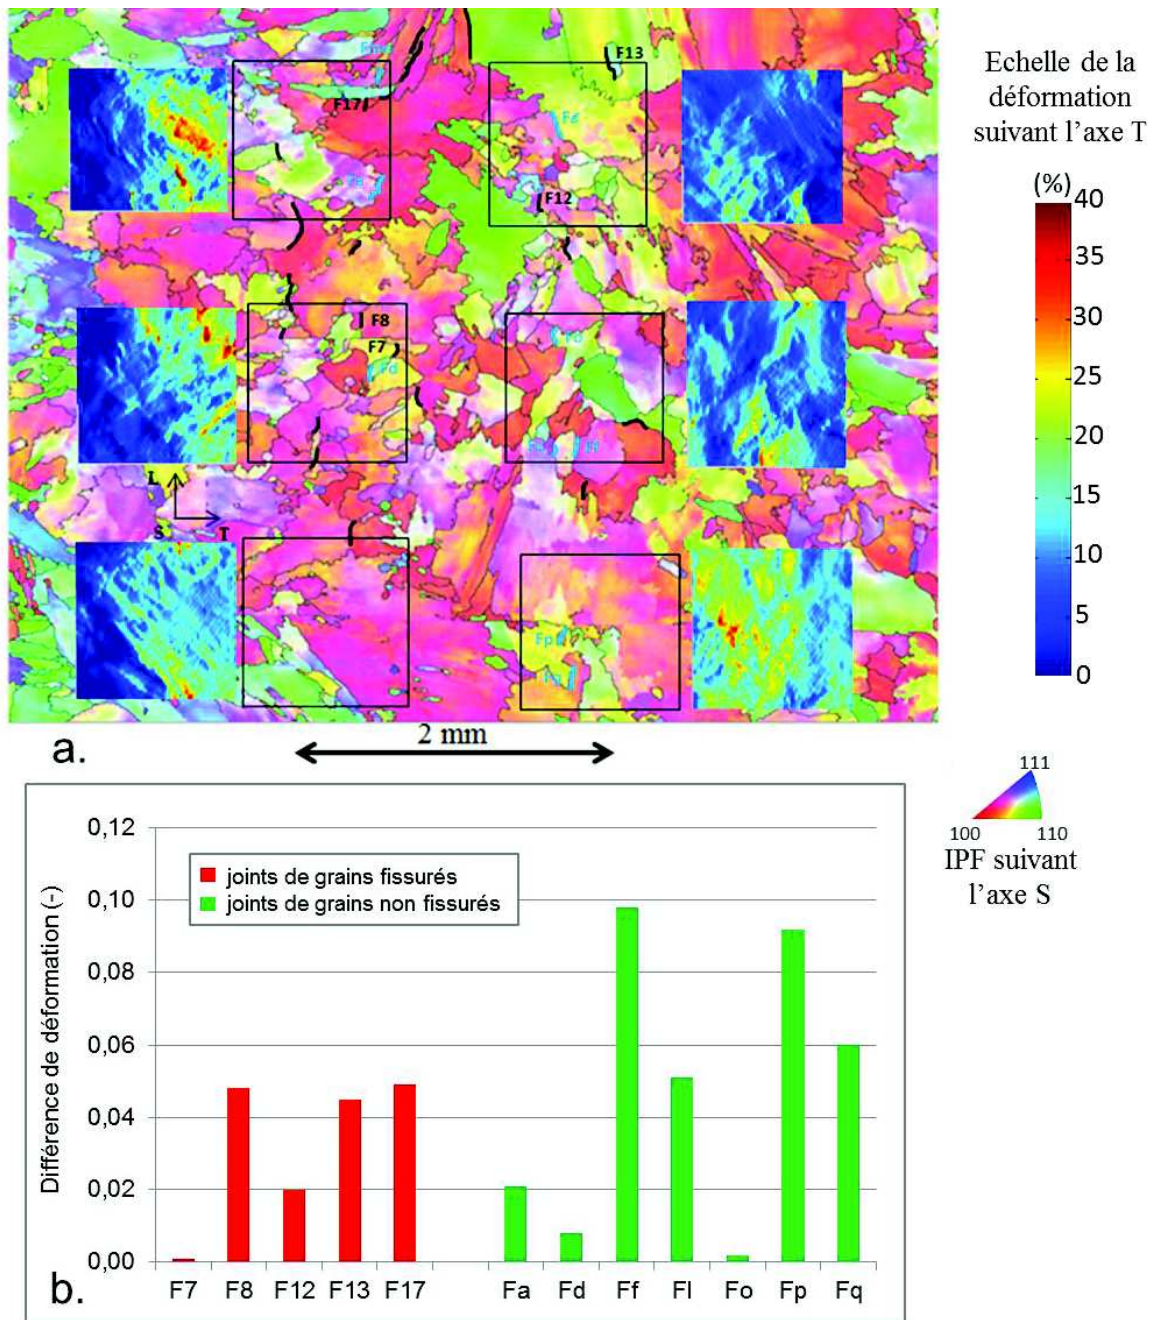 Echelle de la
déformation
suivant l'axe T
(%)
40
35
30
25
20
15
10
5
0
F13
F17
F12
F8
F7
Fd
Ff
Fp
L
S
T
a.
2 mm
111
100
110
IPF suivant
l'axe S
0,12
0,10
0,08
0,06
0,04
0,02
0,00
Différence de déformation (-)
joints de grains fissurés
joints de grains non fissurés
b.
F7
F8
F12
F13
F17
Fa
Fd
Ff
Fl
Fo
Fp
Fq